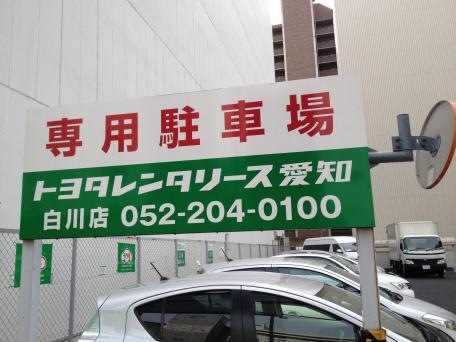 専用駐車場
トヨタレンタリース愛知
白川店 052-204-0100